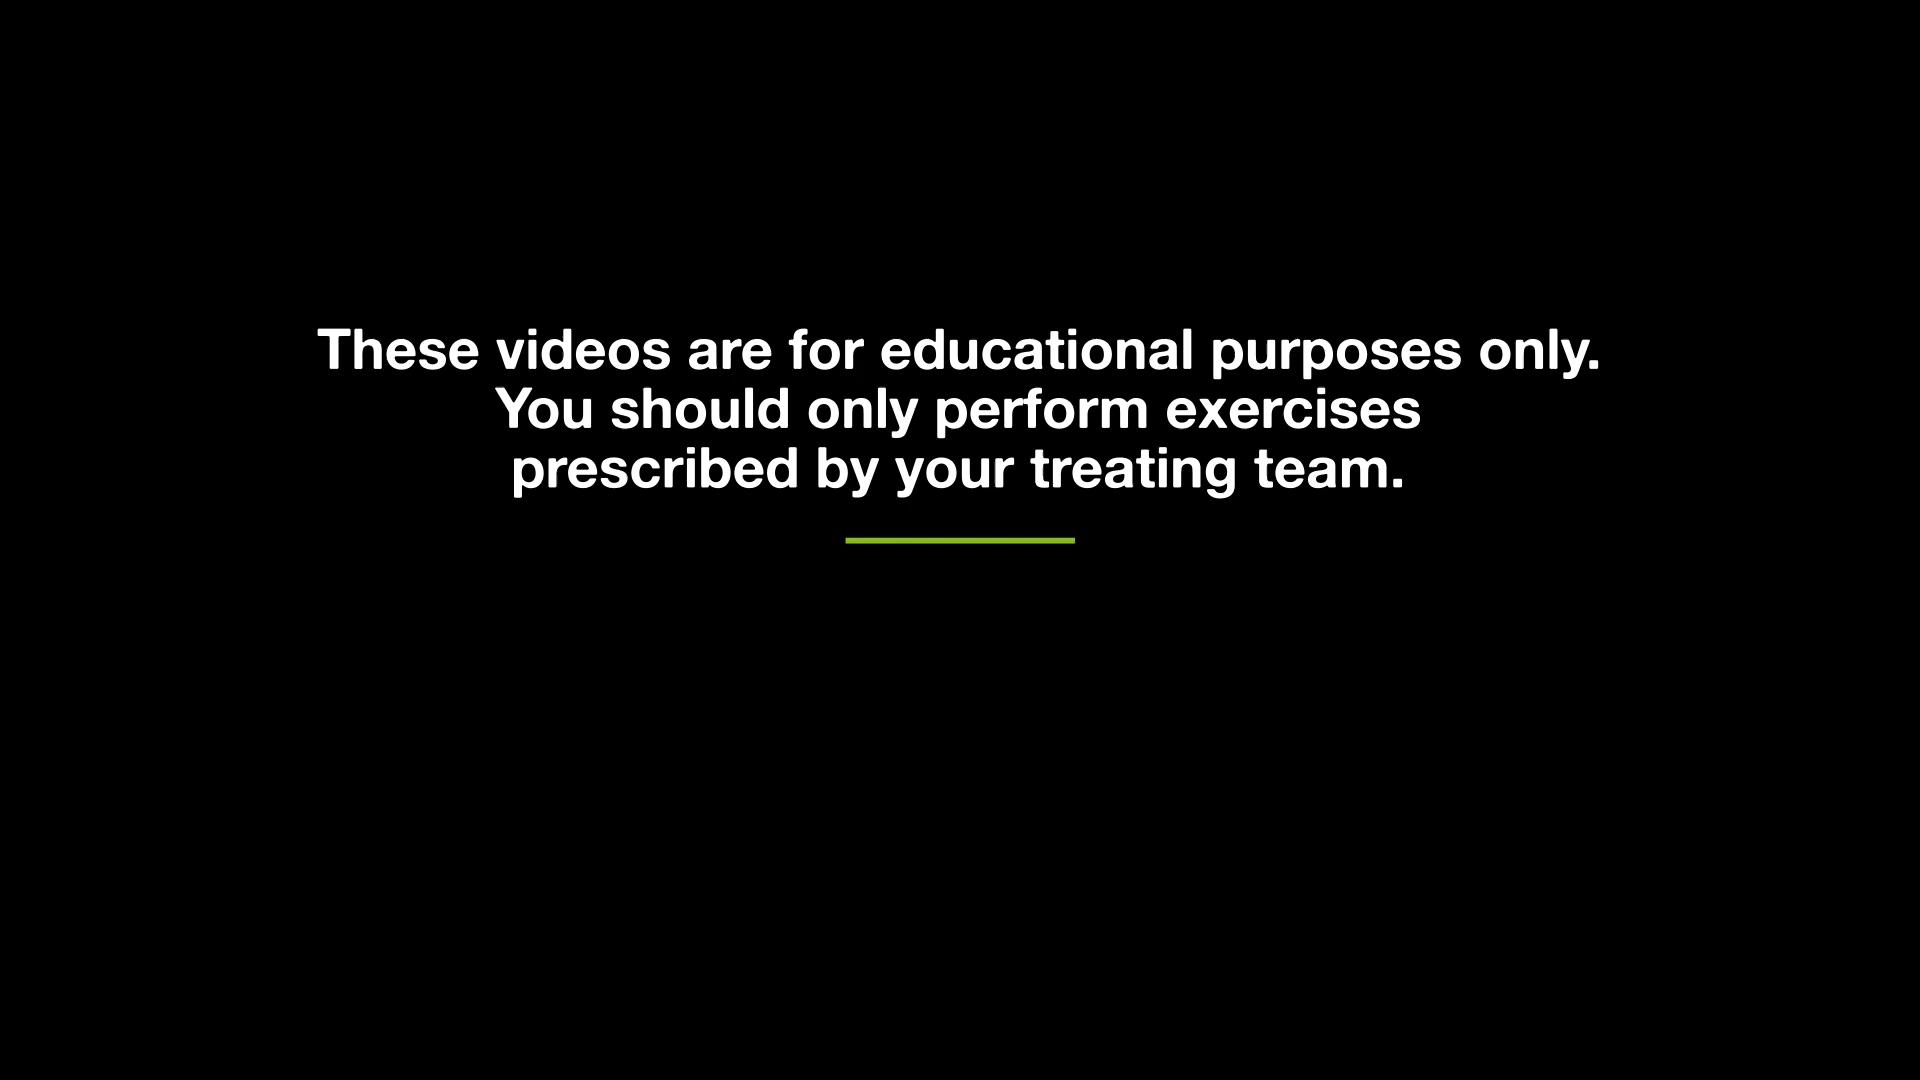 These videos are for educational purposes only.
You should only perform exercises
prescribed by your treating team.